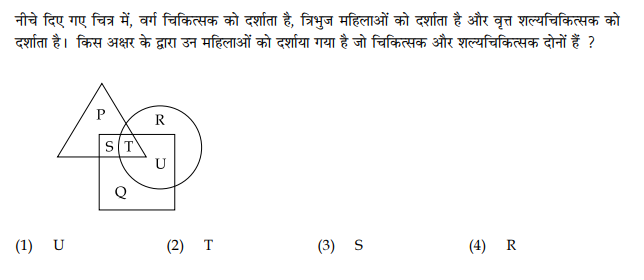 नीचे दिए गए चित्र में, वर्ग चिकित्सक को दर्शाता है, त्रिभुज महिलाओं को दर्शाता है और वृत्त शल्यचिकित्सक को
दर्शाता है। किस अक्षर के द्वारा उन महिलाओं को दर्शाया गया है जो चिकित्सक और शल्यचिकित्सक दोनों हैं ?
P
R
S T
U
Q
(1) U (2) T (3) S (4) R